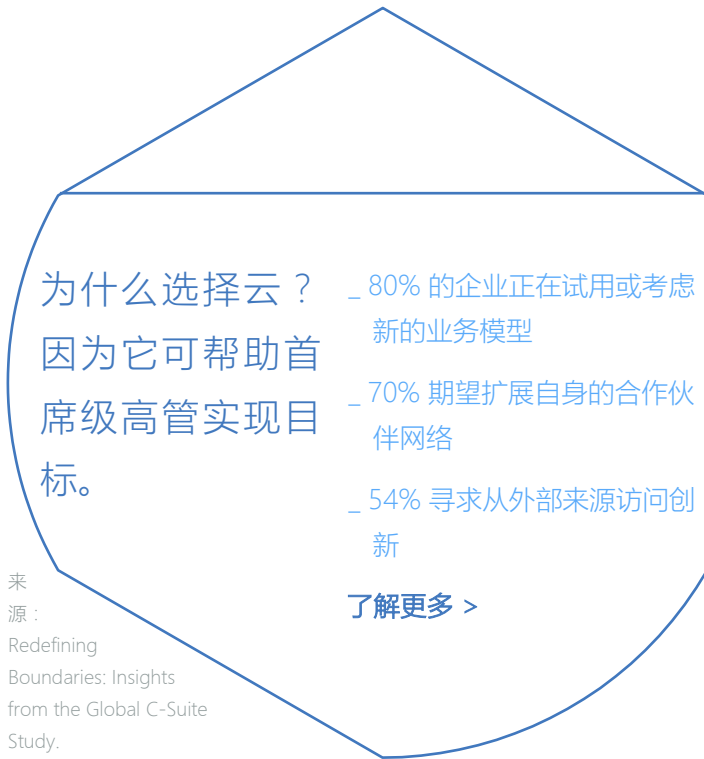 为什么选择云？
因为它可帮助首
席级高管实现目
标。
_ 80% 的企业正在试用或考虑
新的业务模型
_ 70% 期望扩展自身的合作伙
伴网络
_ 54% 寻求从外部来源访问创
新
了解更多 >
来
源：
Redefining
Boundaries: Insights
from the Global C-Suite
Study.